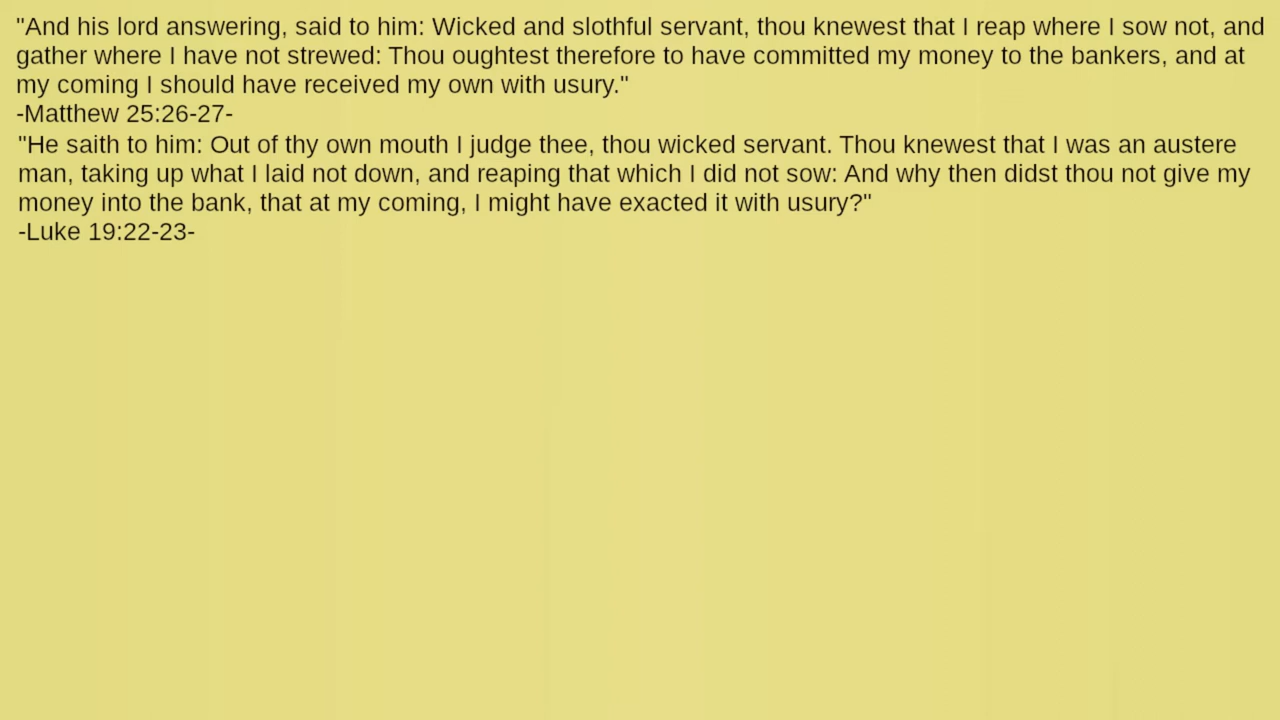 "And his lord answering, said to him: Wicked and slothful servant, thou knewest that I reap where I sow not, and
gather where I have not strewed: Thou oughtest therefore to have committed my money to the bankers, and at
my coming I should have received my own with usury."
-Matthew 25:26-27-
"He saith to him: Out of thy own mouth I judge thee, thou wicked servant. Thou knewest that I was an austere
man, taking up what I laid not down, and reaping that which I did not sow: And why then didst thou not give my
money into the bank, that at my coming, I might have exacted it with usury?"
-Luke 19:22-23-